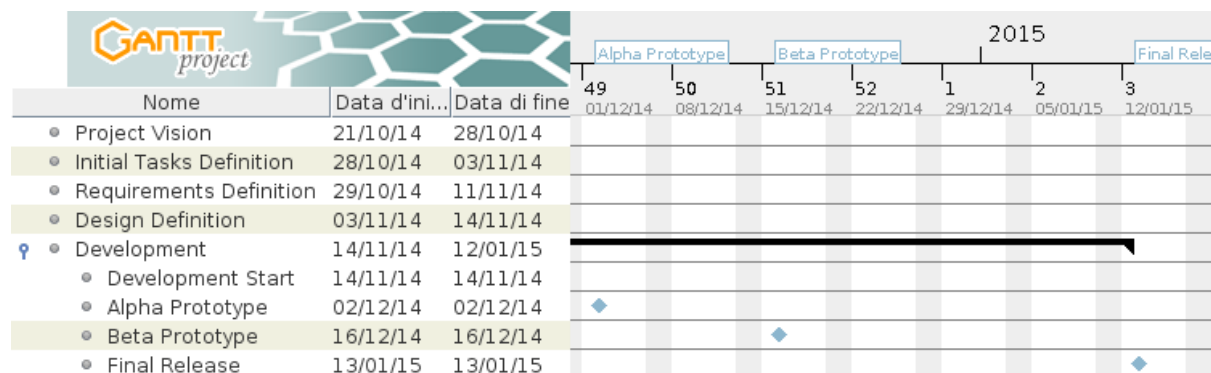 GANTT
project
2015
Alpha Prototype
Beta Prototype
Final Rele
49 50 51 52 1 2 3
01/12/14 08/12/14 15/12/14 22/12/14 29/12/14 05/01/15 12/01/15
Nome Data d'ini... Data di fine
Project Vision 21/10/14 28/10/14
Initial Tasks Definition 28/10/14 03/11/14
Requirements Definition 29/10/14 11/11/14
Design Definition 03/11/14 14/11/14
Development 14/11/14 12/01/15
Development Start 14/11/14 14/11/14
Alpha Prototype 02/12/14 02/12/14
Beta Prototype 16/12/14 16/12/14
Final Release 13/01/15 13/01/15